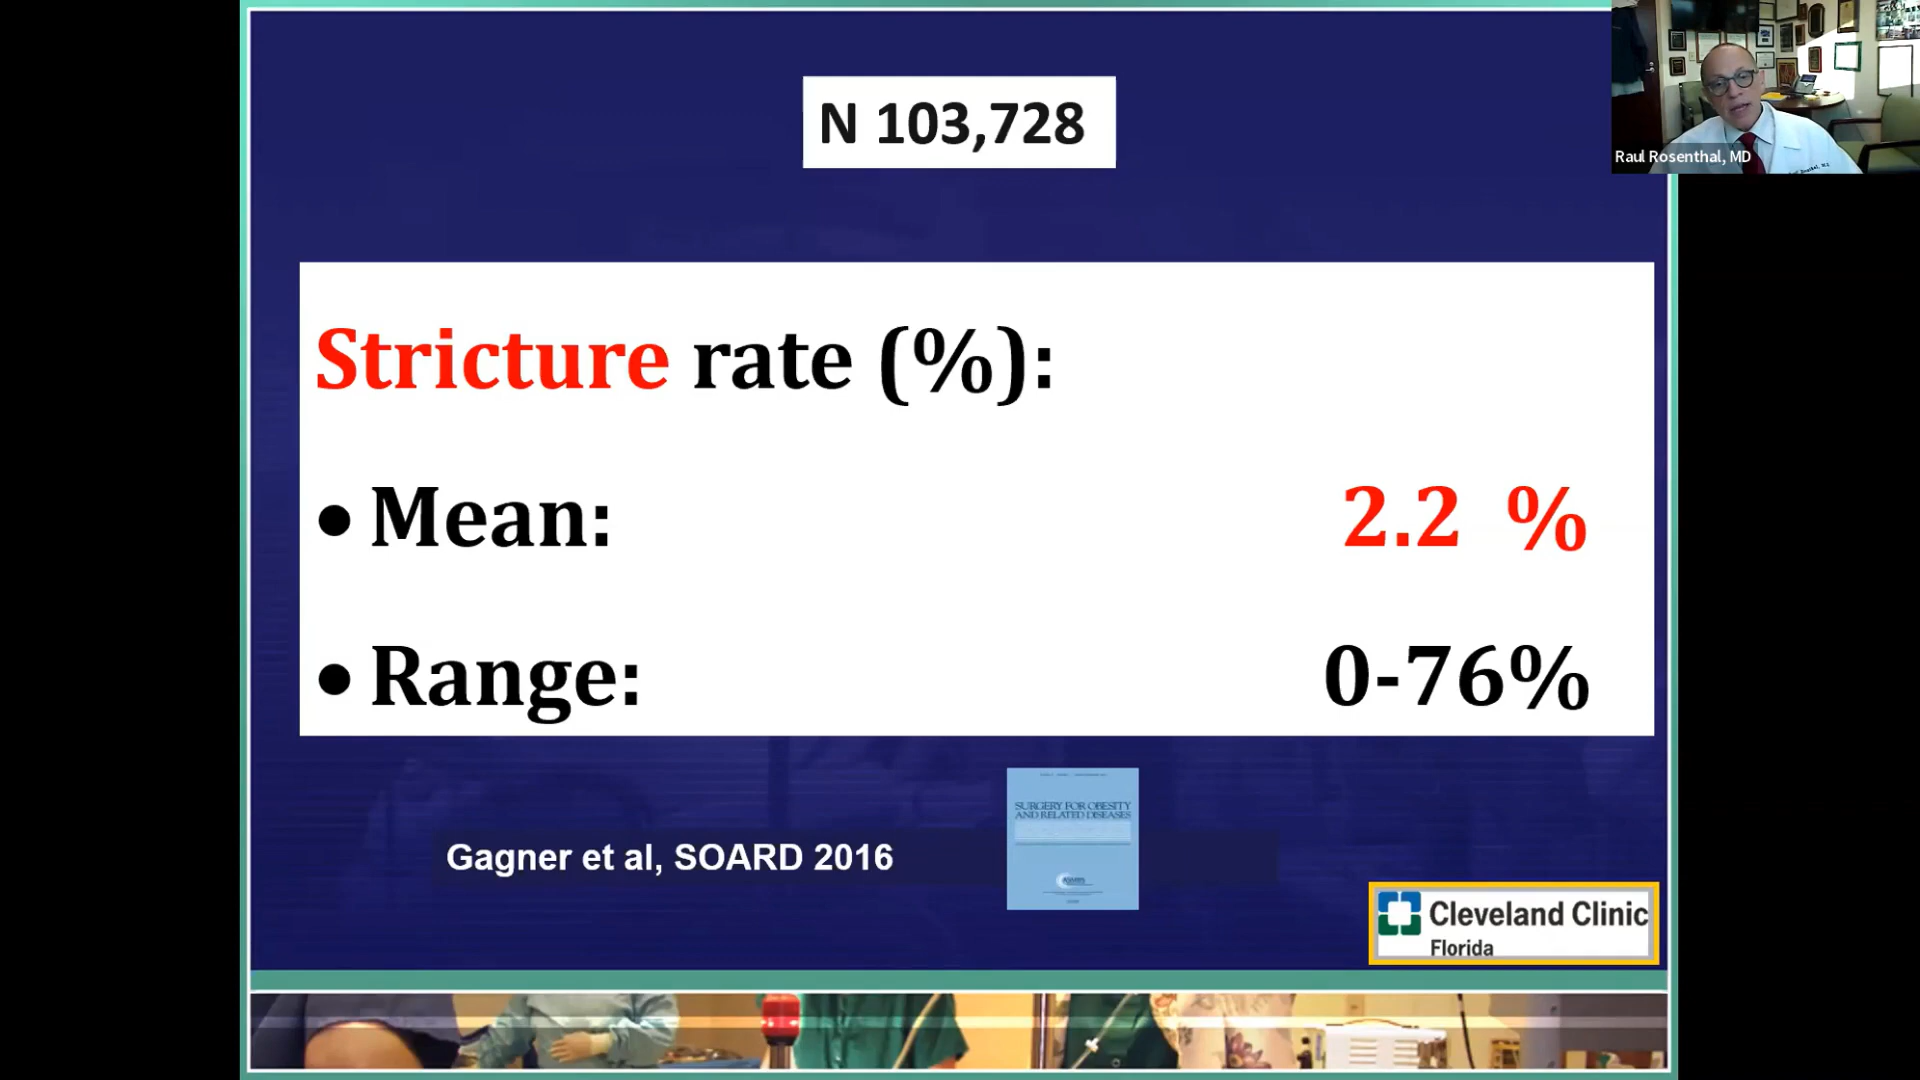 N 103,728
Raul Rosenthal, MD
Stricture rate (%):
• Mean: 2.2 %
• Range: 0-76%
Gagner et al, SOARD 2016
SURGERY FOR OBESITY
AND RELATED DISEASES
Cleveland Clinic
Florida